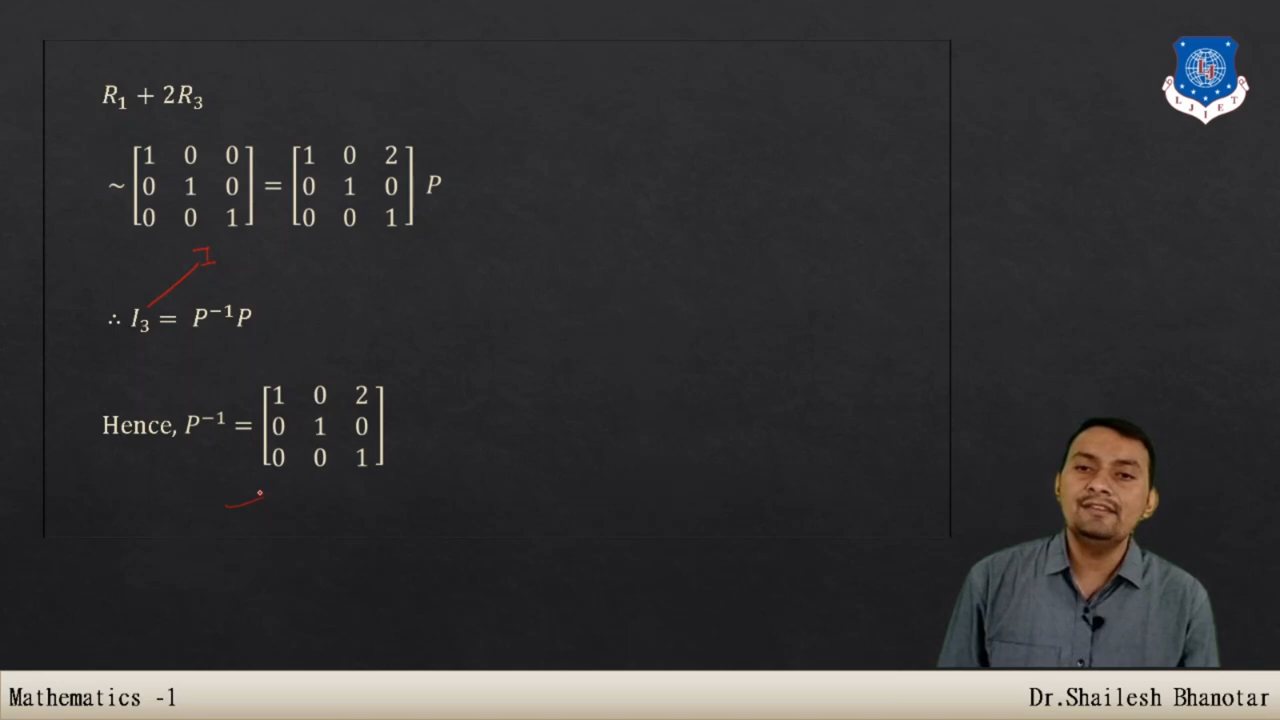 R₁ + 2R₃
~ [1 0 0; 0 1 0; 0 0 1] = [1 0 2; 0 1 0; 0 0 1] P
I
∴ I₃ = P⁻¹P
Hence, P⁻¹ = [1 0 2; 0 1 0; 0 0 1]
LJ
LJIET
Mathematics -1
Dr.Shailesh Bhanotar